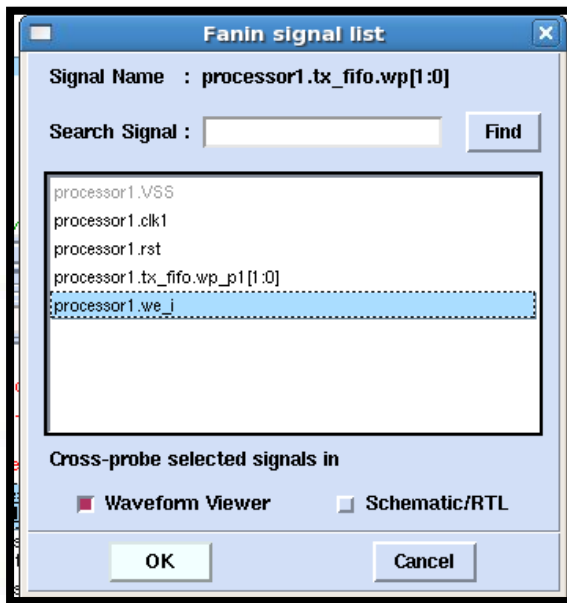 Fanin signal list
Signal Name : processor1.tx_fifo.wp[1:0]
Search Signal : Find
processor1.VSS
processor1.clk1
processor1.rst
processor1.tx_fifo.wp_p1[1:0]
processor1.we_i
Cross-probe selected signals in
Waveform Viewer Schematic/RTL
OK Cancel